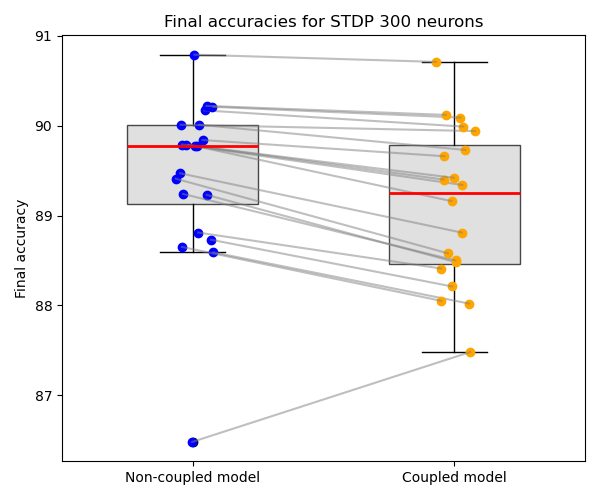 Final accuracies for STDP 300 neurons
Final accuracy
91
90
89
88
87
Non-coupled model
Coupled model